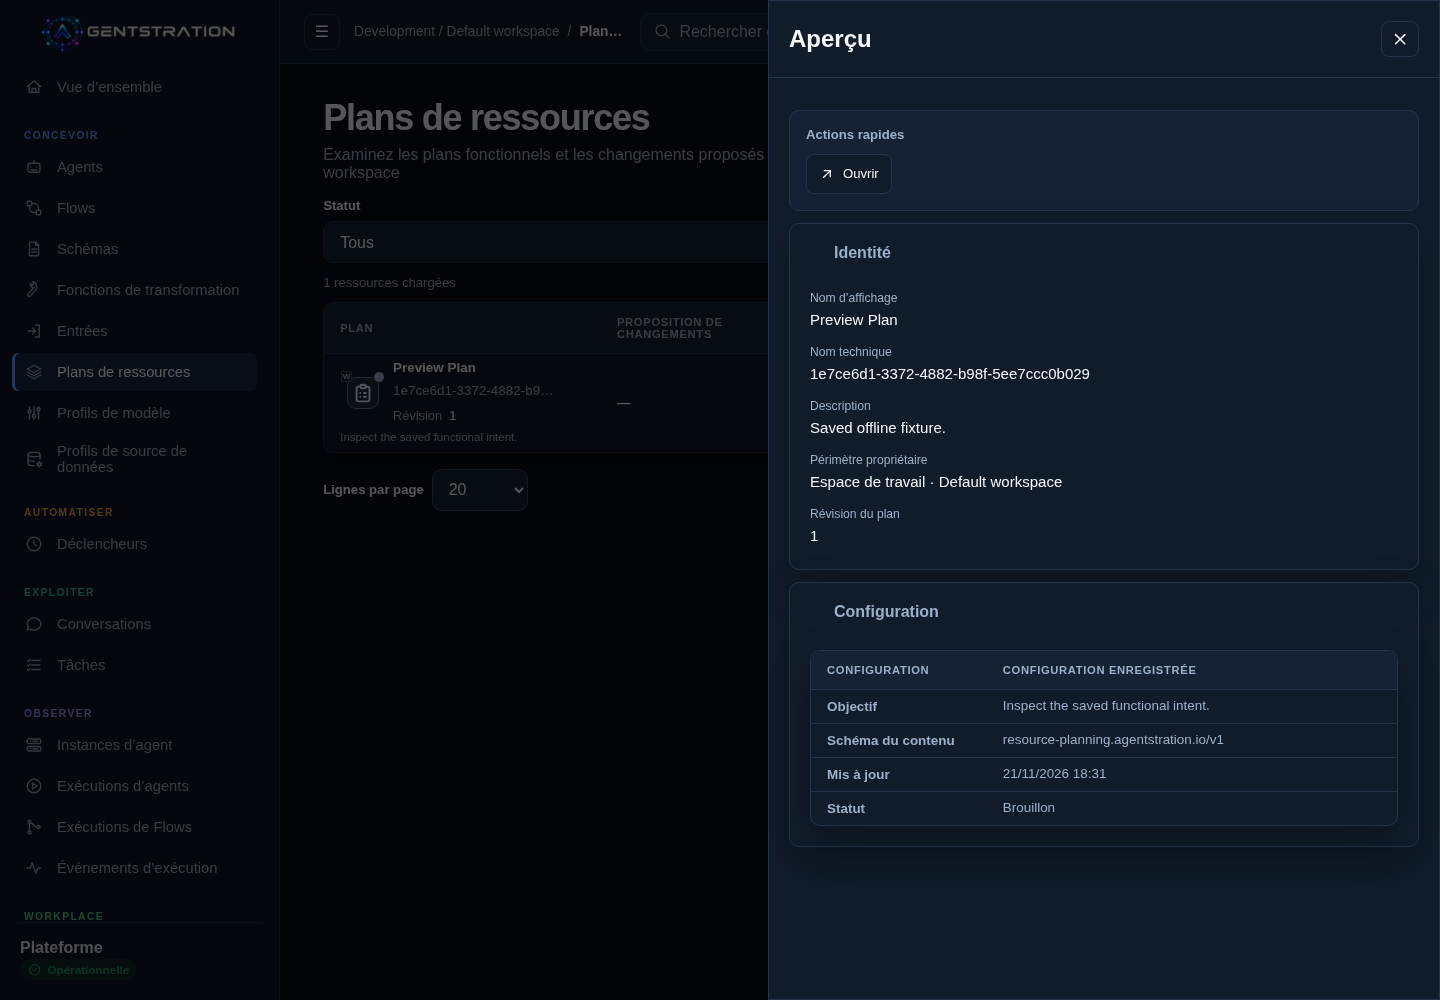 GENTSTRATION
Vue d’ensemble
CONCEVOIR
Agents
Flows
Schémas
Fonctions de transformation
Entrées
Plans de ressources
Profils de modèle
Profils de source de
données
AUTOMATISER
Déclencheurs
EXPLOITER
Conversations
Tâches
OBSERVER
Instances d’agent
Exécutions d’agents
Exécutions de Flows
Événements d’exécution
WORKPLACE
Plateforme
Opérationnelle
Development / Default workspace / Plan…
Rechercher
Plans de ressources
Examinez les plans fonctionnels et les changements proposés
workspace
Statut
Tous
1 ressources chargées
PLAN
PROPOSITION DE
CHANGEMENTS
W
Preview Plan
1e7ce6d1-3372-4882-b9…
Révision 1
—
Inspect the saved functional intent.
Lignes par page 20
Aperçu
Actions rapides
Ouvrir
Identité
Nom d’affichage
Preview Plan
Nom technique
1e7ce6d1-3372-4882-b98f-5ee7ccc0b029
Description
Saved offline fixture.
Périmètre propriétaire
Espace de travail · Default workspace
Révision du plan
1
Configuration
CONFIGURATION CONFIGURATION ENREGISTRÉE
Objectif Inspect the saved functional intent.
Schéma du contenu resource-planning.agentstration.io/v1
Mis à jour 21/11/2026 18:31
Statut Brouillon